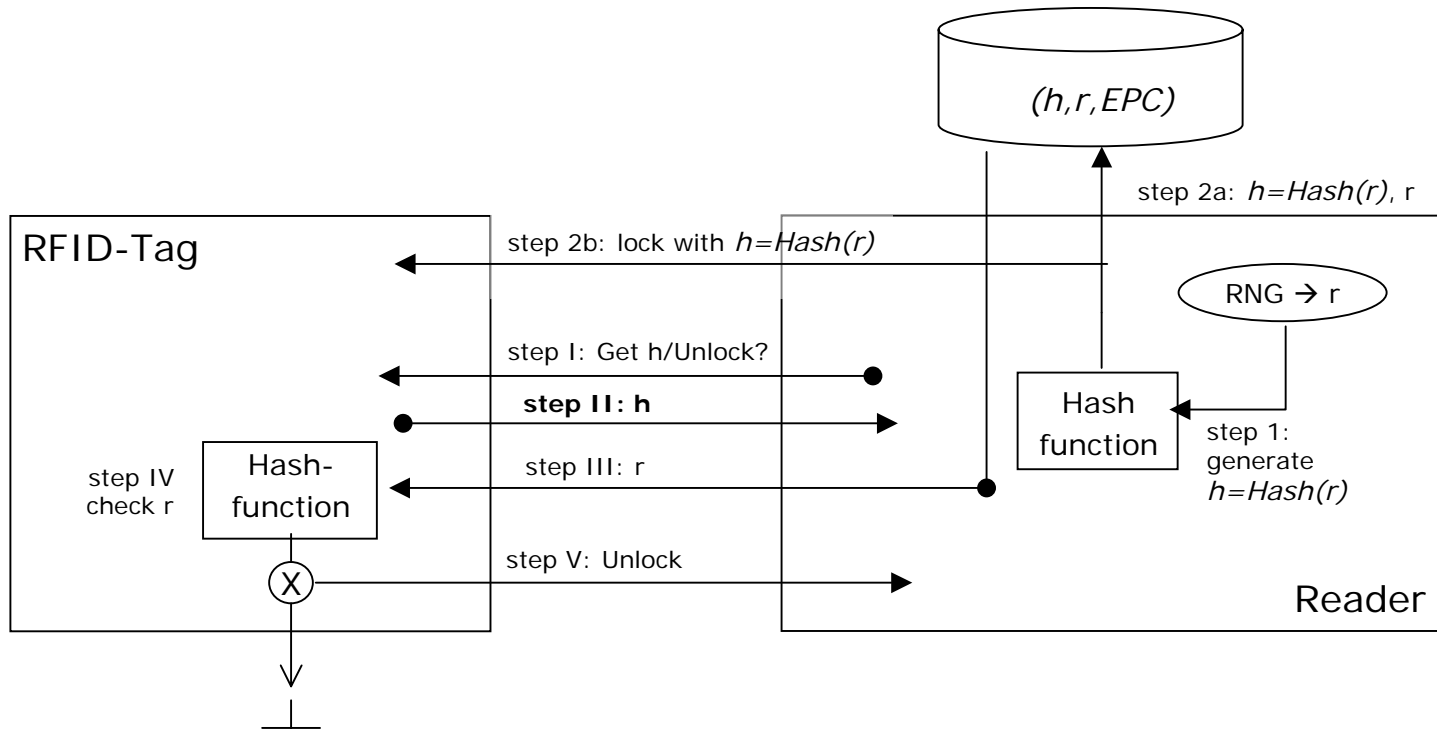 (h,r,EPC)
step 2a: h=Hash(r), r
RFID-Tag
step 2b: lock with h=Hash(r)
RNG → r
step I: Get h/Unlock?
step II: h
Hash
function
step 1:
generate
h=Hash(r)
step III: r
Hash-
function
step IV
check r
step V: Unlock
X
Reader